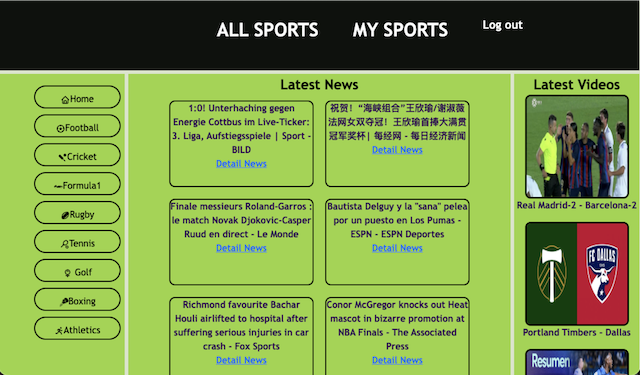 ALL SPORTS
MY SPORTS
Log out
Home
Football
Cricket
Formula1
Rugby
Tennis
Golf
Boxing
Athletics
Latest News
1:0! Unterhaching gegen
Energie Cottbus im Live-Ticker:
3. Liga, Aufstiegsspiele | Sport -
BILD
Detail News
祝贺！“海峡组合”王欣瑜/谢淑薇
法网女双夺冠！王欣瑜首捧大满贯
冠军奖杯| 每经网 - 每日经济新闻
Detail News
Finale messieurs Roland-Garros :
le match Novak Djokovic-Casper
Ruud en direct - Le Monde
Detail News
Bautista Delguy y la "sana" pelea
por un puesto en Los Pumas -
ESPN - ESPN Deportes
Detail News
Richmond favourite Bachar
Houli airlifted to hospital after
suffering serious injuries in car
crash - Fox Sports
Detail News
Conor McGregor knocks out Heat
mascot in bizarre promotion at
NBA Finals - The Associated
Press
Detail News
Latest Videos
Real Madrid-2 - Barcelona-2
FC DALLAS
Portland Timbers - Dallas
Resumen